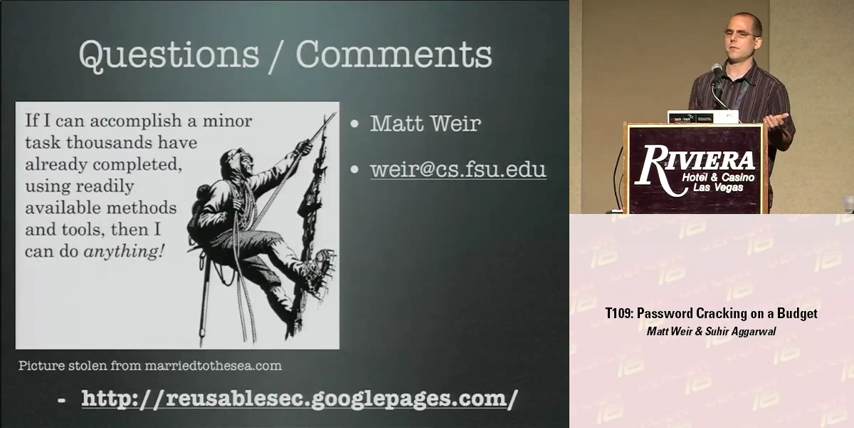 Questions / Comments
If I can accomplish a minor
task thousands have
already completed,
using readily
available methods
and tools, then I
can do anything!
• Matt Weir
• weir@cs.fsu.edu
Picture stolen from marriedtothesea.com
- http://reusablesec.googlepages.com/
RIVIERA
Hotel & Casino
Las Vegas
T109: Password Cracking on a Budget
Matt Weir & Suhir Aggarwal